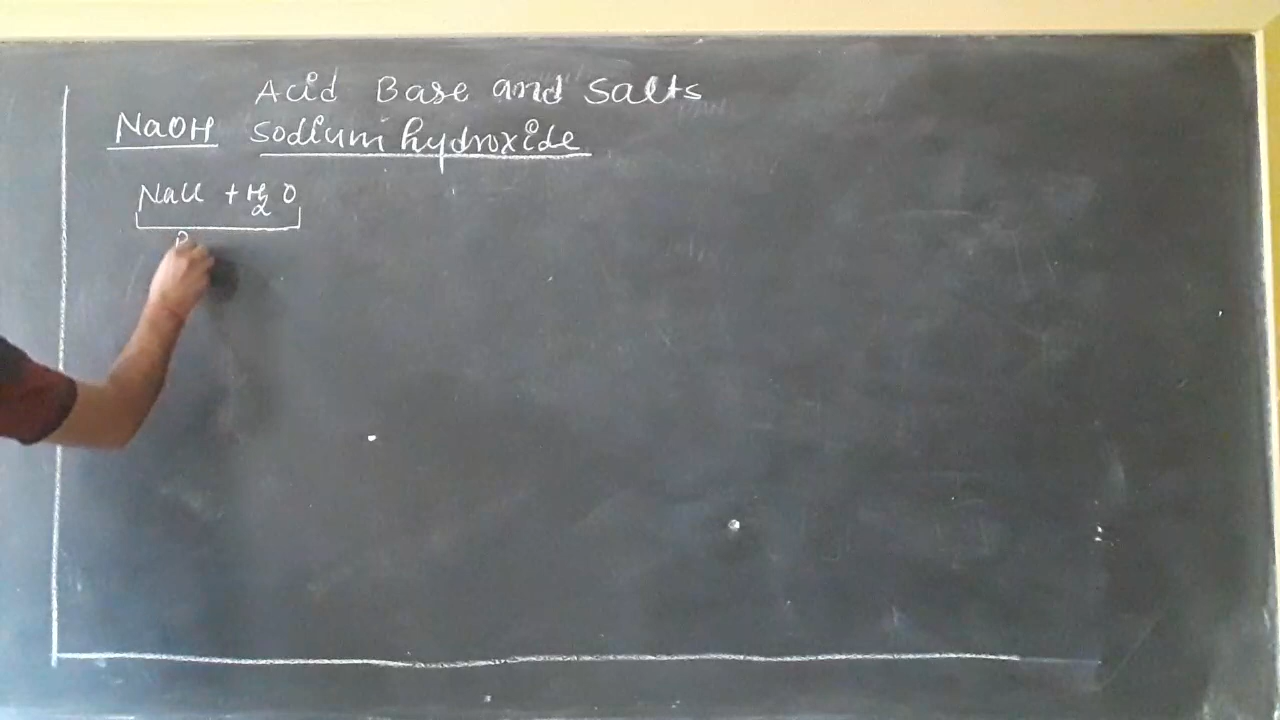 Acid Base and Salts
NaOH Sodium hydroxide
NaCl + H₂O